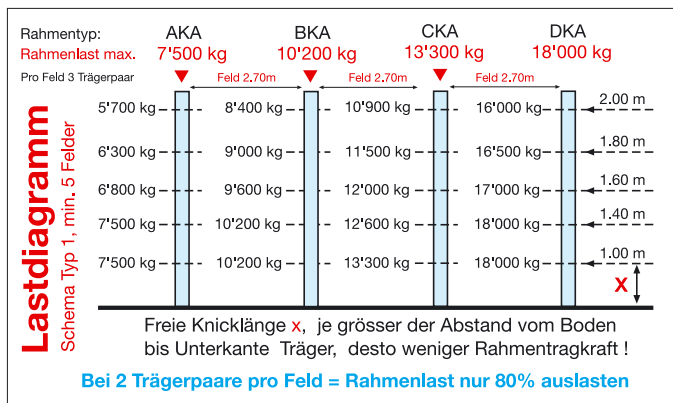 Rahmentyp: AKA BKA CKA DKA
Rahmenlast max. 7'500 kg 10'200 kg 13'300 kg 18'000 kg
Pro Feld 3 Trägerpaar Feld 2.70m Feld 2.70m Feld 2.70m
5'700 kg 8'400 kg 10'900 kg 16'000 kg 2.00 m
6'300 kg 9'000 kg 11'500 kg 16'500 kg 1.80 m
6'800 kg 9'600 kg 12'000 kg 17'000 kg 1.60 m
7'500 kg 10'200 kg 12'600 kg 18'000 kg 1.40 m
7'500 kg 10'200 kg 13'300 kg 18'000 kg 1.00 m
X
Lastdiagramm
Schema Typ 1, min. 5 Felder
Freie Knicklänge x, je grösser der Abstand vom Boden
bis Unterkante Träger, desto weniger Rahmentragkraft !
Bei 2 Trägerpaare pro Feld = Rahmenlast nur 80% auslasten